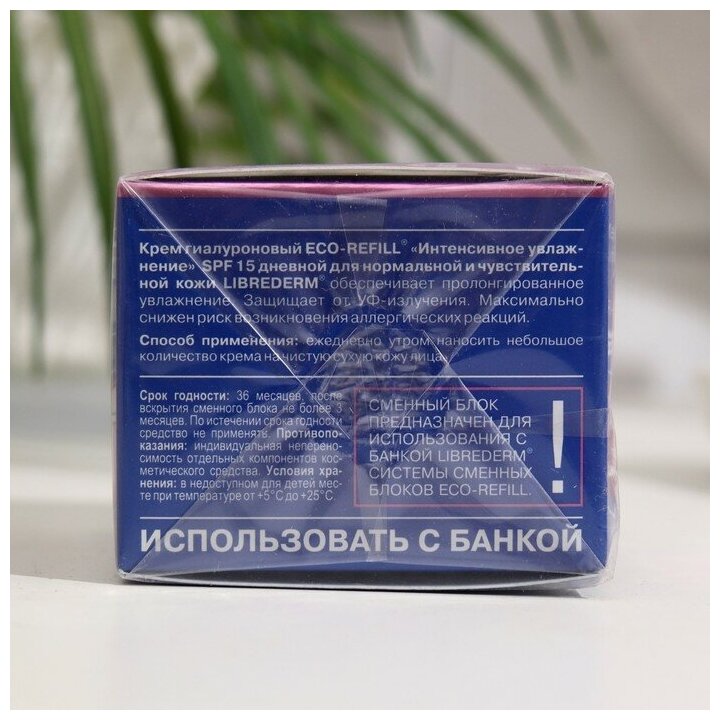 Крем гиалуроновый ECO-REFILL® «Интенсивное увлаж-
нение» SPF 15 дневной для нормальной и чувствитель-
ной кожи LIBREDERM® обеспечивает пролонгированное
увлажнение. Защищает от УФ-излучения. Максимально
снижен риск возникновения аллергических реакций.
Способ применения: ежедневно утром наносить небольшое
количество крема на чистую сухую кожу лица.
Срок годности: 36 месяцев, после
вскрытия сменного блока не более 3
месяцев. По истечении срока годности
средство не применять. Противопо-
казания: индивидуальная неперено-
симость отдельных компонентов кос-
метического средства. Условия хра-
нения: в недоступном для детей мес-
те при температуре от +5°C до +25°C.
СМЕННЫЙ БЛОК
ПРЕДНАЗНАЧЕН ДЛЯ
ИСПОЛЬЗОВАНИЯ С
БАНКОЙ LIBREDERM®
СИСТЕМЫ СМЕННЫХ
БЛОКОВ ECO-REFILL.
!
ИСПОЛЬЗОВАТЬ С БАНКОЙ